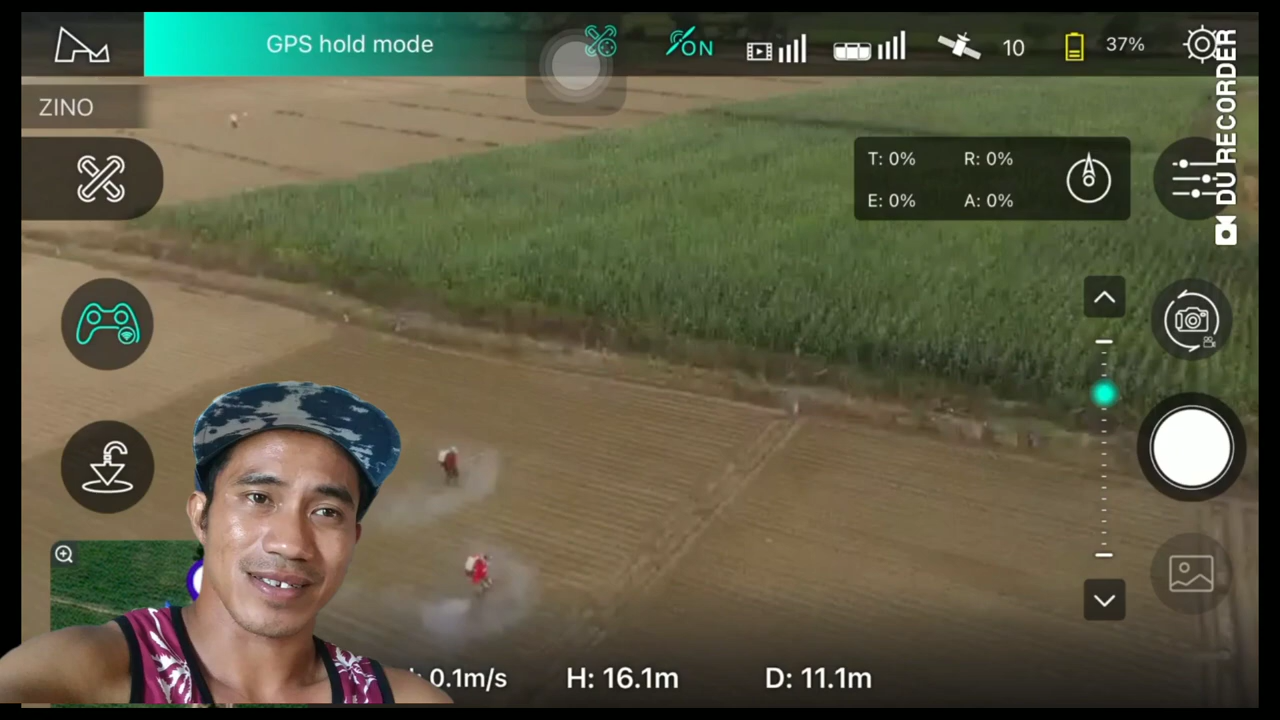 GPS hold mode
ON
10
37%
ZINO
T: 0%
R: 0%
E: 0%
A: 0%
DU RECORDER
: 0.1m/s
H: 16.1m
D: 11.1m